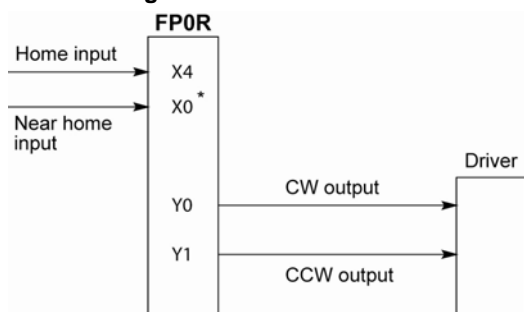 FP0R
Home input
X4
X0 *
Near home
input
Driver
Y0
CW output
Y1
CCW output